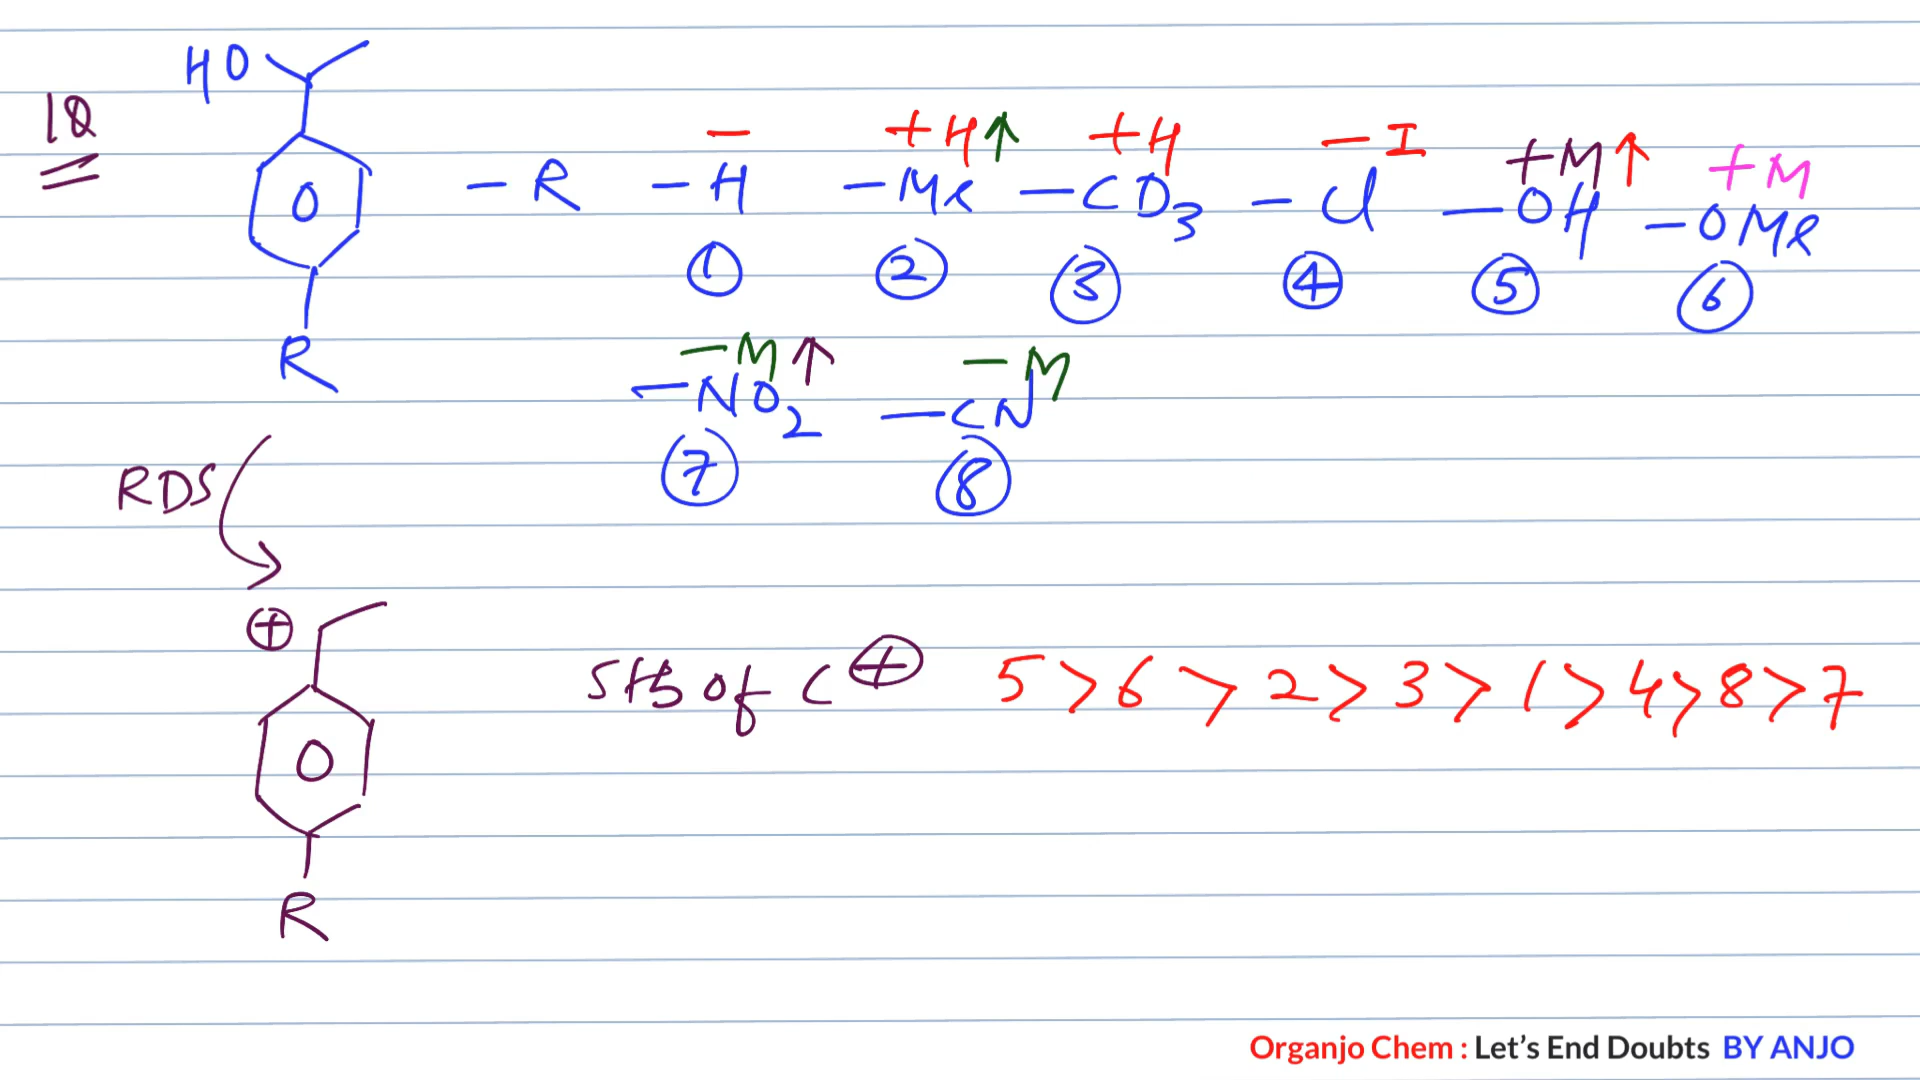 1Q
HO
– +H↑ +H – I +M↑ +M
– R – H – Me – CD3 – Cl – OH – OMe
① ② ③ ④ ⑤ ⑥
R
– M↑ – M
– NO2 – CN
⑦ ⑧
RDS
⊕
Stb of C⊕ 5 > 6 > 2 > 3 > 1 > 4 > 8 > 7
R
Organjo Chem : Let's End Doubts BY ANJO